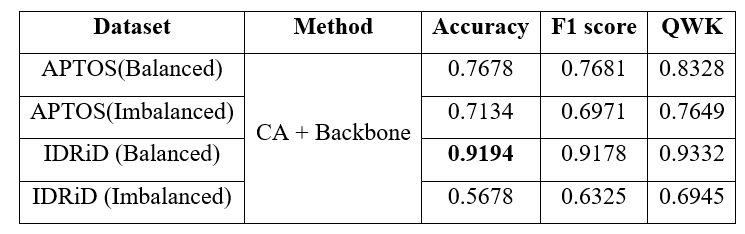 Dataset Method Accuracy F1 score QWK
APTOS(Balanced) 0.7678 0.7681 0.8328
APTOS(Imbalanced) 0.7134 0.6971 0.7649
CA + Backbone
IDRiD (Balanced) 0.9194 0.9178 0.9332
IDRiD (Imbalanced) 0.5678 0.6325 0.6945